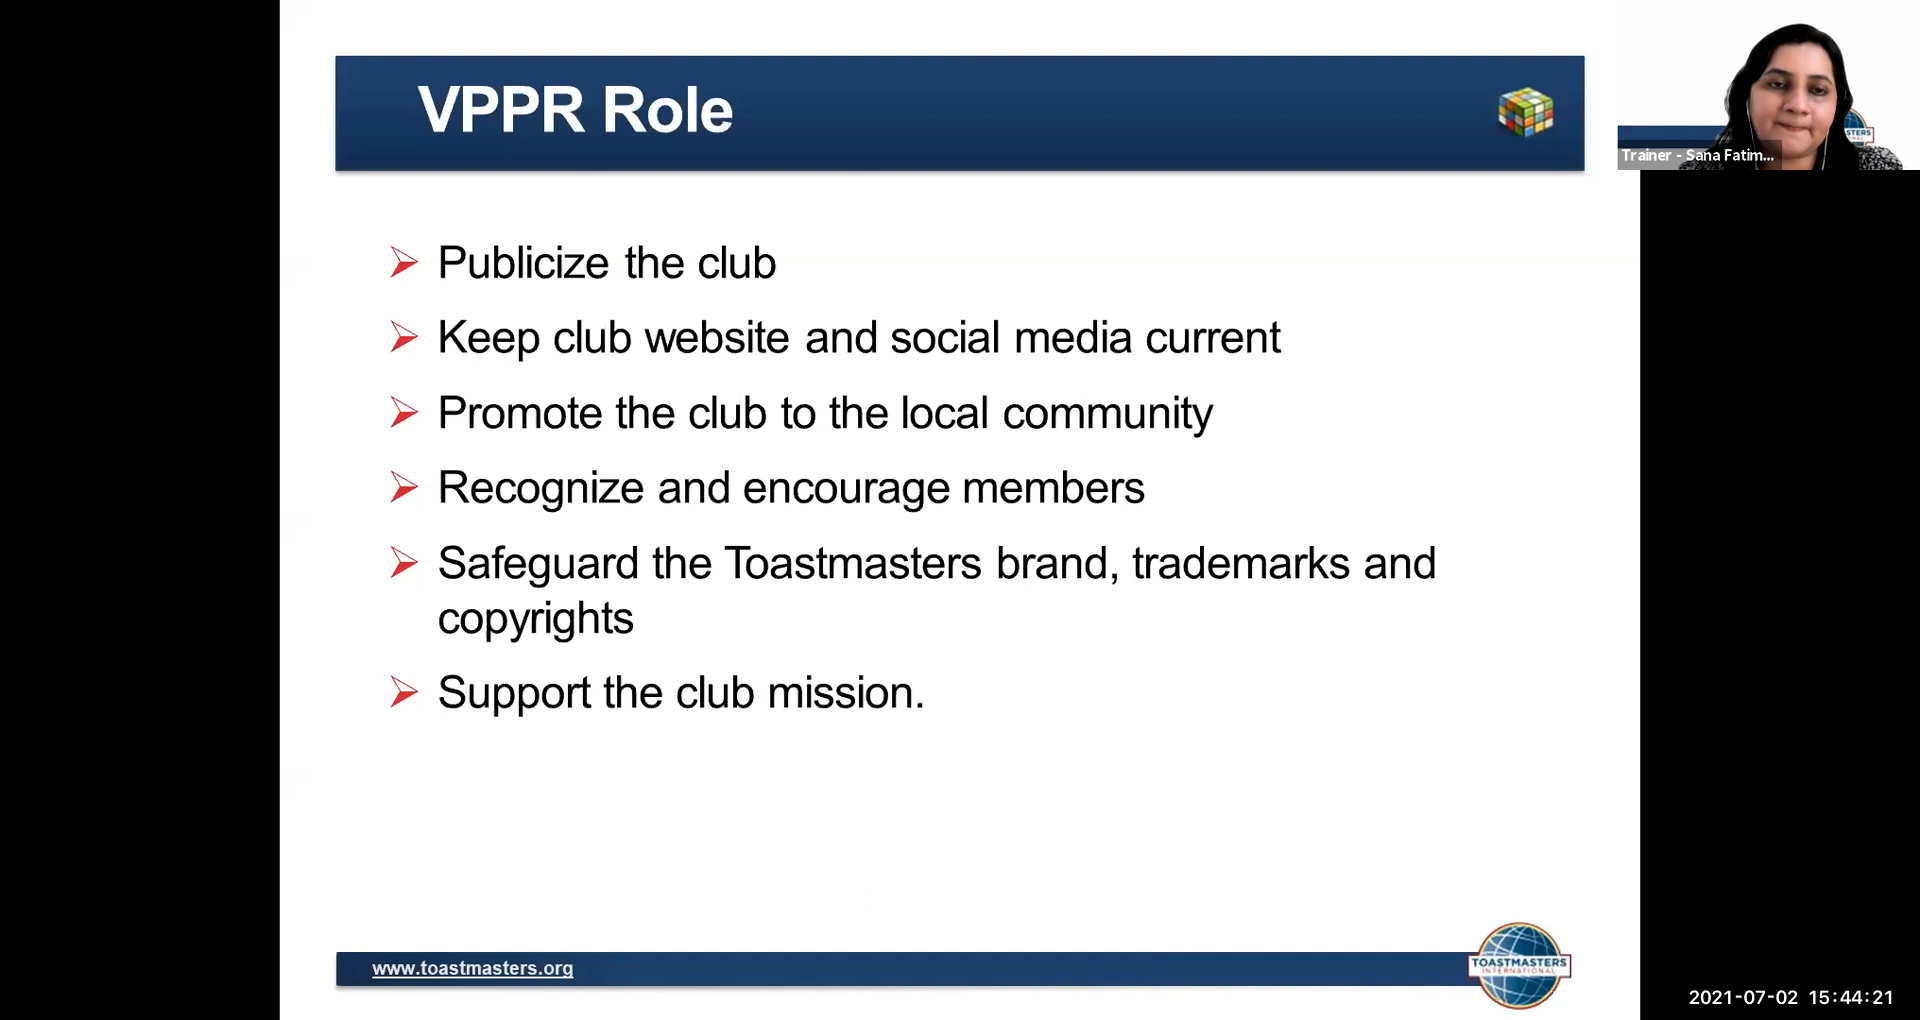 VPPR Role
Trainer - Sana Fatim...
Publicize the club
Keep club website and social media current
Promote the club to the local community
Recognize and encourage members
Safeguard the Toastmasters brand, trademarks and
copyrights
Support the club mission.
www.toastmasters.org
TOASTMASTERS
INTERNATIONAL
2021-07-02 15:44:21